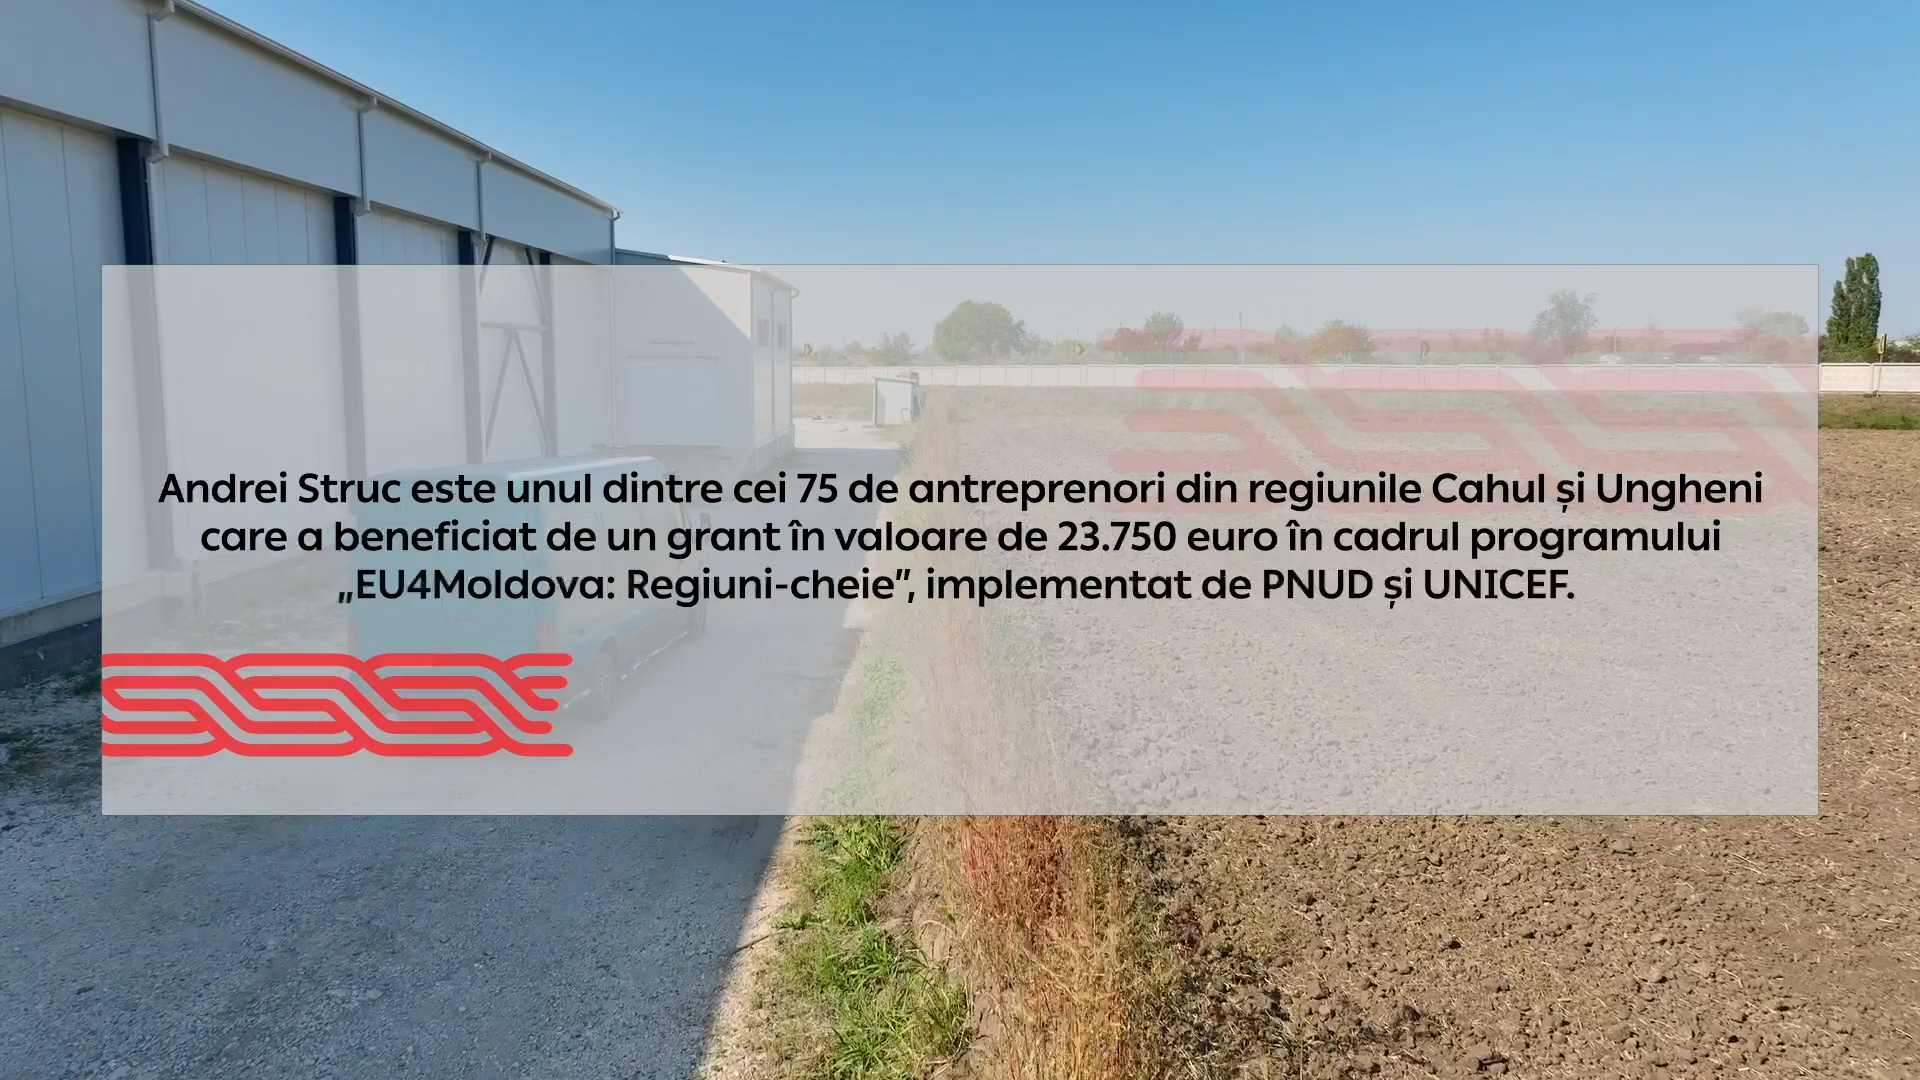 Andrei Struc este unul dintre cei 75 de antreprenori din regiunile Cahul și Ungheni
care a beneficiat de un grant în valoare de 23.750 euro în cadrul programului
„EU4Moldova: Regiuni-cheie”, implementat de PNUD și UNICEF.